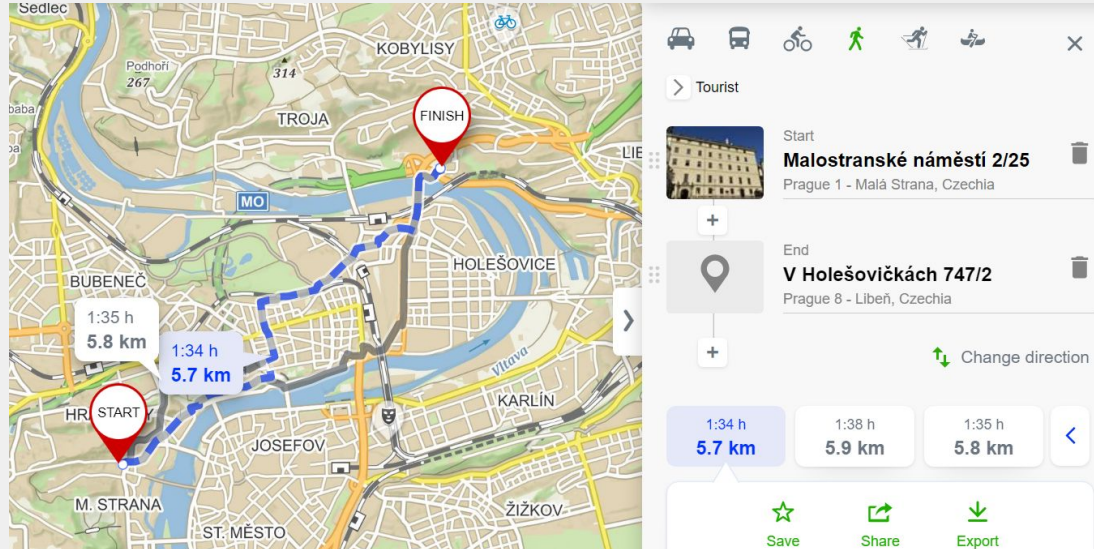 Sedlec
KOBYLISY
Podhoří
267
314
baba
TROJA
FINISH
LIE
MO
HOLEŠOVICE
BUBENEČ
1:35 h
5.8 km
1:34 h
5.7 km
Vltava
KARLÍN
START
JOSEFOV
M. STRANA
ŽIŽKOV
ST. MĚSTO
Tourist
Start
Malostranské náměstí 2/25
Prague 1 - Malá Strana, Czechia
+
End
V Holešovičkách 747/2
Prague 8 - Libeň, Czechia
+
Change direction
1:34 h
5.7 km
1:38 h
5.9 km
1:35 h
5.8 km
Save
Share
Export